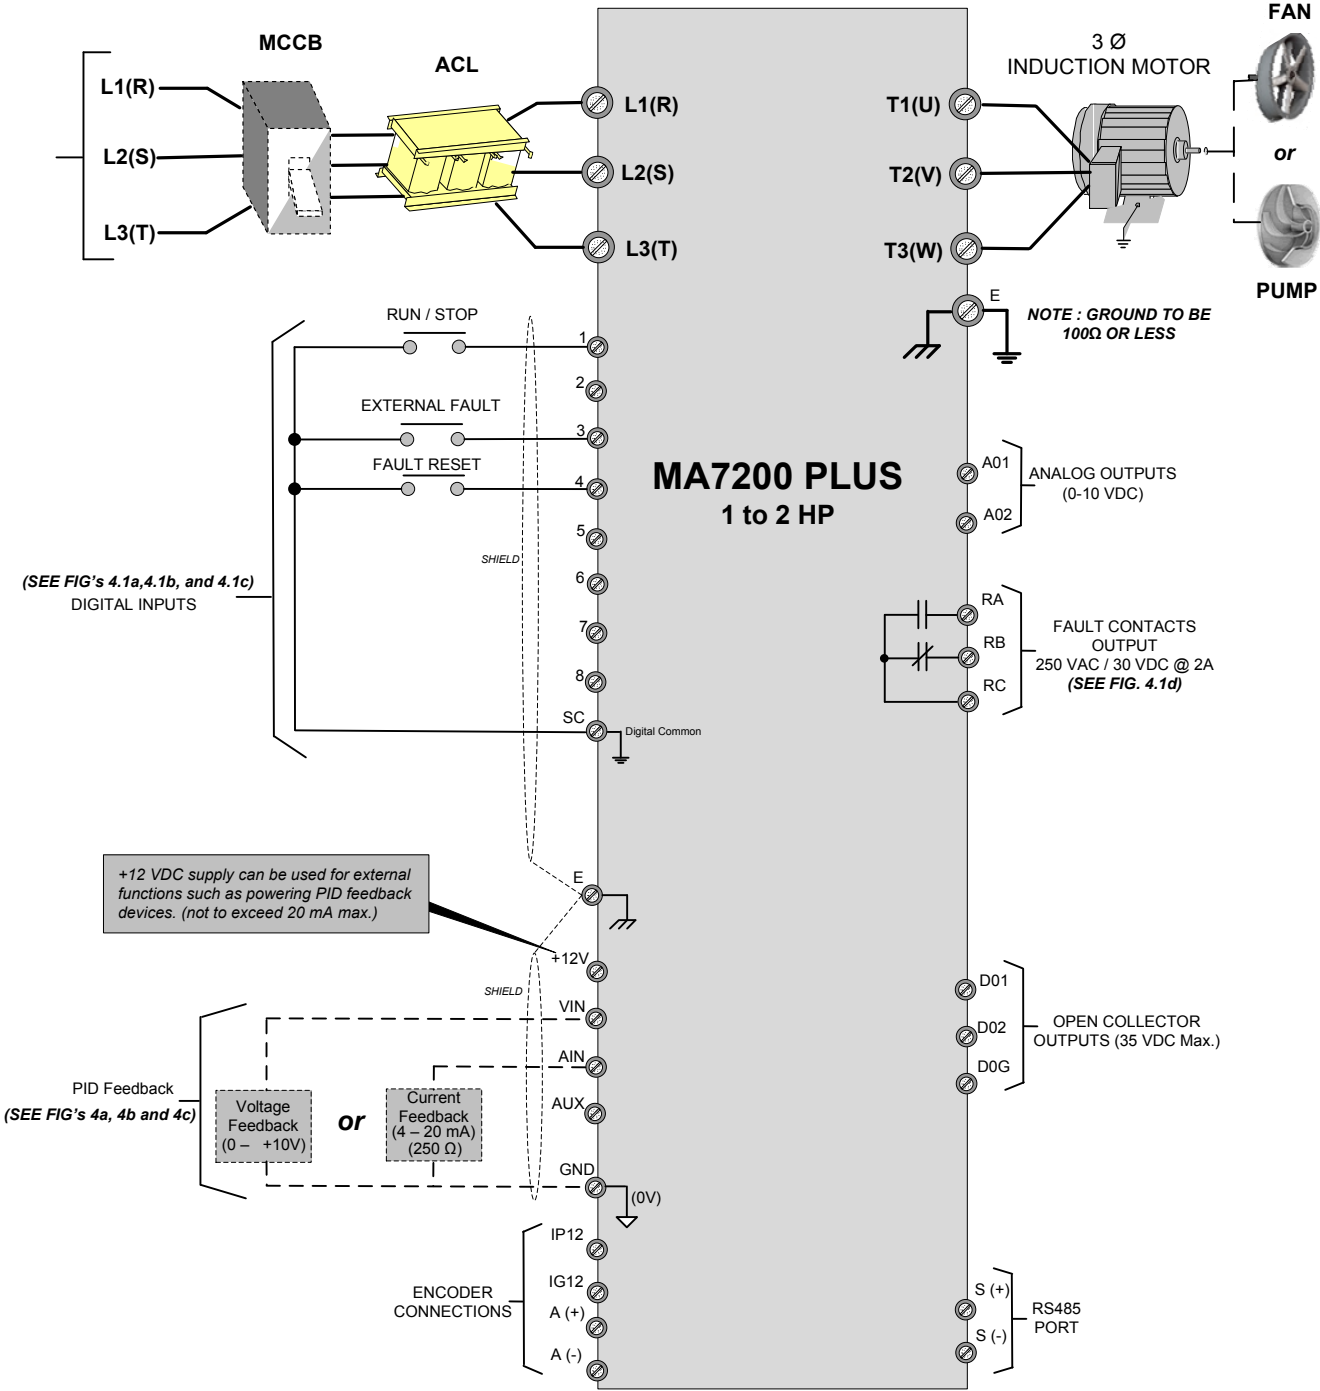 FAN
MCCB
ACL
3 Ø
INDUCTION MOTOR
L1(R)
L2(S)
L3(T)
L1(R)
L2(S)
L3(T)
T1(U)
T2(V)
T3(W)
or
PUMP
E
NOTE : GROUND TO BE
100Ω OR LESS
RUN / STOP
1
2
EXTERNAL FAULT
3
FAULT RESET
4
5
SHIELD
6
7
8
SC
Digital Common
(SEE FIG's 4.1a,4.1b, and 4.1c)
DIGITAL INPUTS
MA7200 PLUS
1 to 2 HP
A01
A02
ANALOG OUTPUTS
(0-10 VDC)
RA
RB
RC
FAULT CONTACTS
OUTPUT
250 VAC / 30 VDC @ 2A
(SEE FIG. 4.1d)
+12 VDC supply can be used for external
functions such as powering PID feedback
devices. (not to exceed 20 mA max.)
E
+12V
SHIELD
VIN
AIN
AUX
GND
(0V)
PID Feedback
(SEE FIG's 4a, 4b and 4c)
Voltage
Feedback
(0 – +10V)
or
Current
Feedback
(4 – 20 mA)
(250 Ω)
D01
D02
D0G
OPEN COLLECTOR
OUTPUTS (35 VDC Max.)
IP12
IG12
A (+)
A (-)
ENCODER
CONNECTIONS
S (+)
S (-)
RS485
PORT